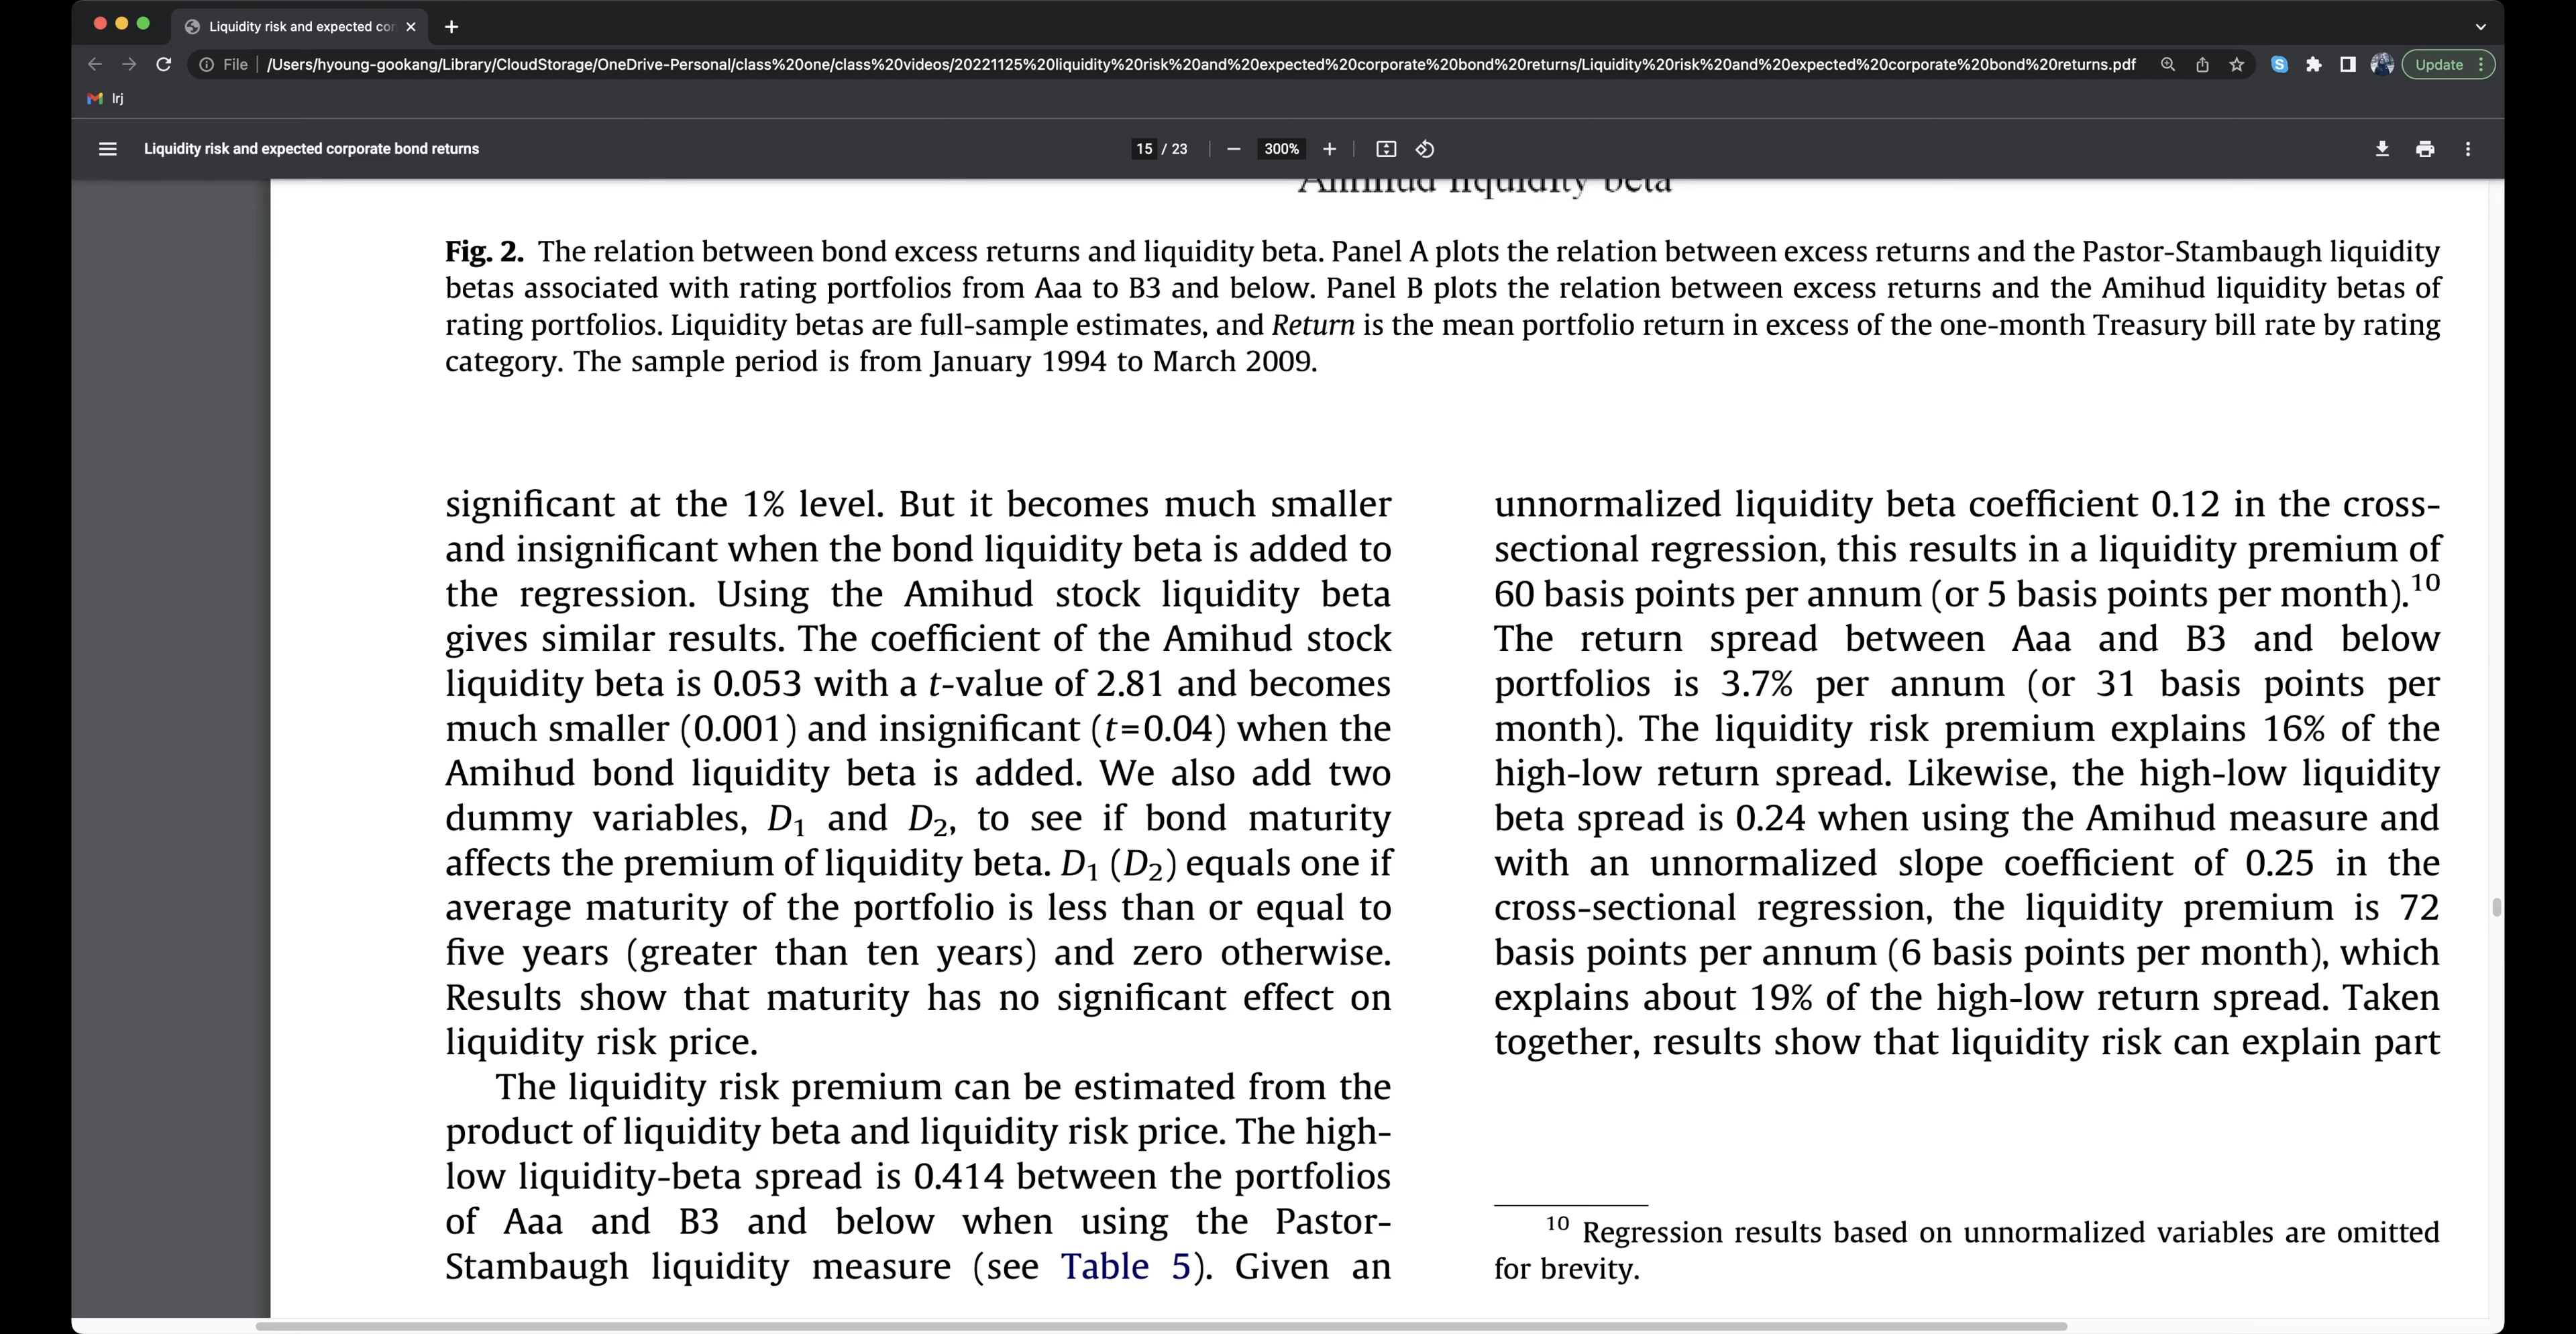 Liquidity risk and expected cor
File
/Users/hyoung-gookang/Library/CloudStorage/OneDrive-Personal/class%20one/class%20videos/20221125%20liquidity%20risk%20and%20expected%20corporate%20bond%20returns/Liquidity%20risk%20and%20expected%20corporate%20bond%20returns.pdf
Update
lrj
Liquidity risk and expected corporate bond returns
15 / 23
300%
Amihud liquidity beta
Fig. 2. The relation between bond excess returns and liquidity beta. Panel A plots the relation between excess returns and the Pastor-Stambaugh liquidity
betas associated with rating portfolios from Aaa to B3 and below. Panel B plots the relation between excess returns and the Amihud liquidity betas of
rating portfolios. Liquidity betas are full-sample estimates, and Return is the mean portfolio return in excess of the one-month Treasury bill rate by rating
category. The sample period is from January 1994 to March 2009.
significant at the 1% level. But it becomes much smaller
and insignificant when the bond liquidity beta is added to
the regression. Using the Amihud stock liquidity beta
gives similar results. The coefficient of the Amihud stock
liquidity beta is 0.053 with a t-value of 2.81 and becomes
much smaller (0.001) and insignificant (t=0.04) when the
Amihud bond liquidity beta is added. We also add two
dummy variables, D1 and D2, to see if bond maturity
affects the premium of liquidity beta. D1 (D2) equals one if
average maturity of the portfolio is less than or equal to
five years (greater than ten years) and zero otherwise.
Results show that maturity has no significant effect on
liquidity risk price.
The liquidity risk premium can be estimated from the
product of liquidity beta and liquidity risk price. The high-
low liquidity-beta spread is 0.414 between the portfolios
of Aaa and B3 and below when using the Pastor-
Stambaugh liquidity measure (see Table 5). Given an
unnormalized liquidity beta coefficient 0.12 in the cross-
sectional regression, this results in a liquidity premium of
60 basis points per annum (or 5 basis points per month).10
The return spread between Aaa and B3 and below
portfolios is 3.7% per annum (or 31 basis points per
month). The liquidity risk premium explains 16% of the
high-low return spread. Likewise, the high-low liquidity
beta spread is 0.24 when using the Amihud measure and
with an unnormalized slope coefficient of 0.25 in the
cross-sectional regression, the liquidity premium is 72
basis points per annum (6 basis points per month), which
explains about 19% of the high-low return spread. Taken
together, results show that liquidity risk can explain part
10 Regression results based on unnormalized variables are omitted
for brevity.